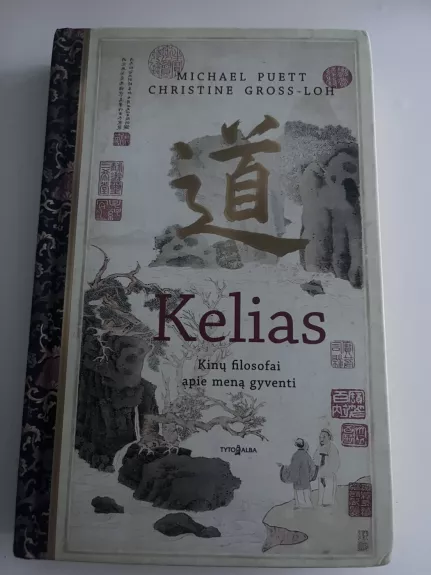 MICHAEL PUETT
CHRISTINE GROSS-LOH
道
Kelias
Kinų filosofai
apie meną gyventi
TYTO ALBA